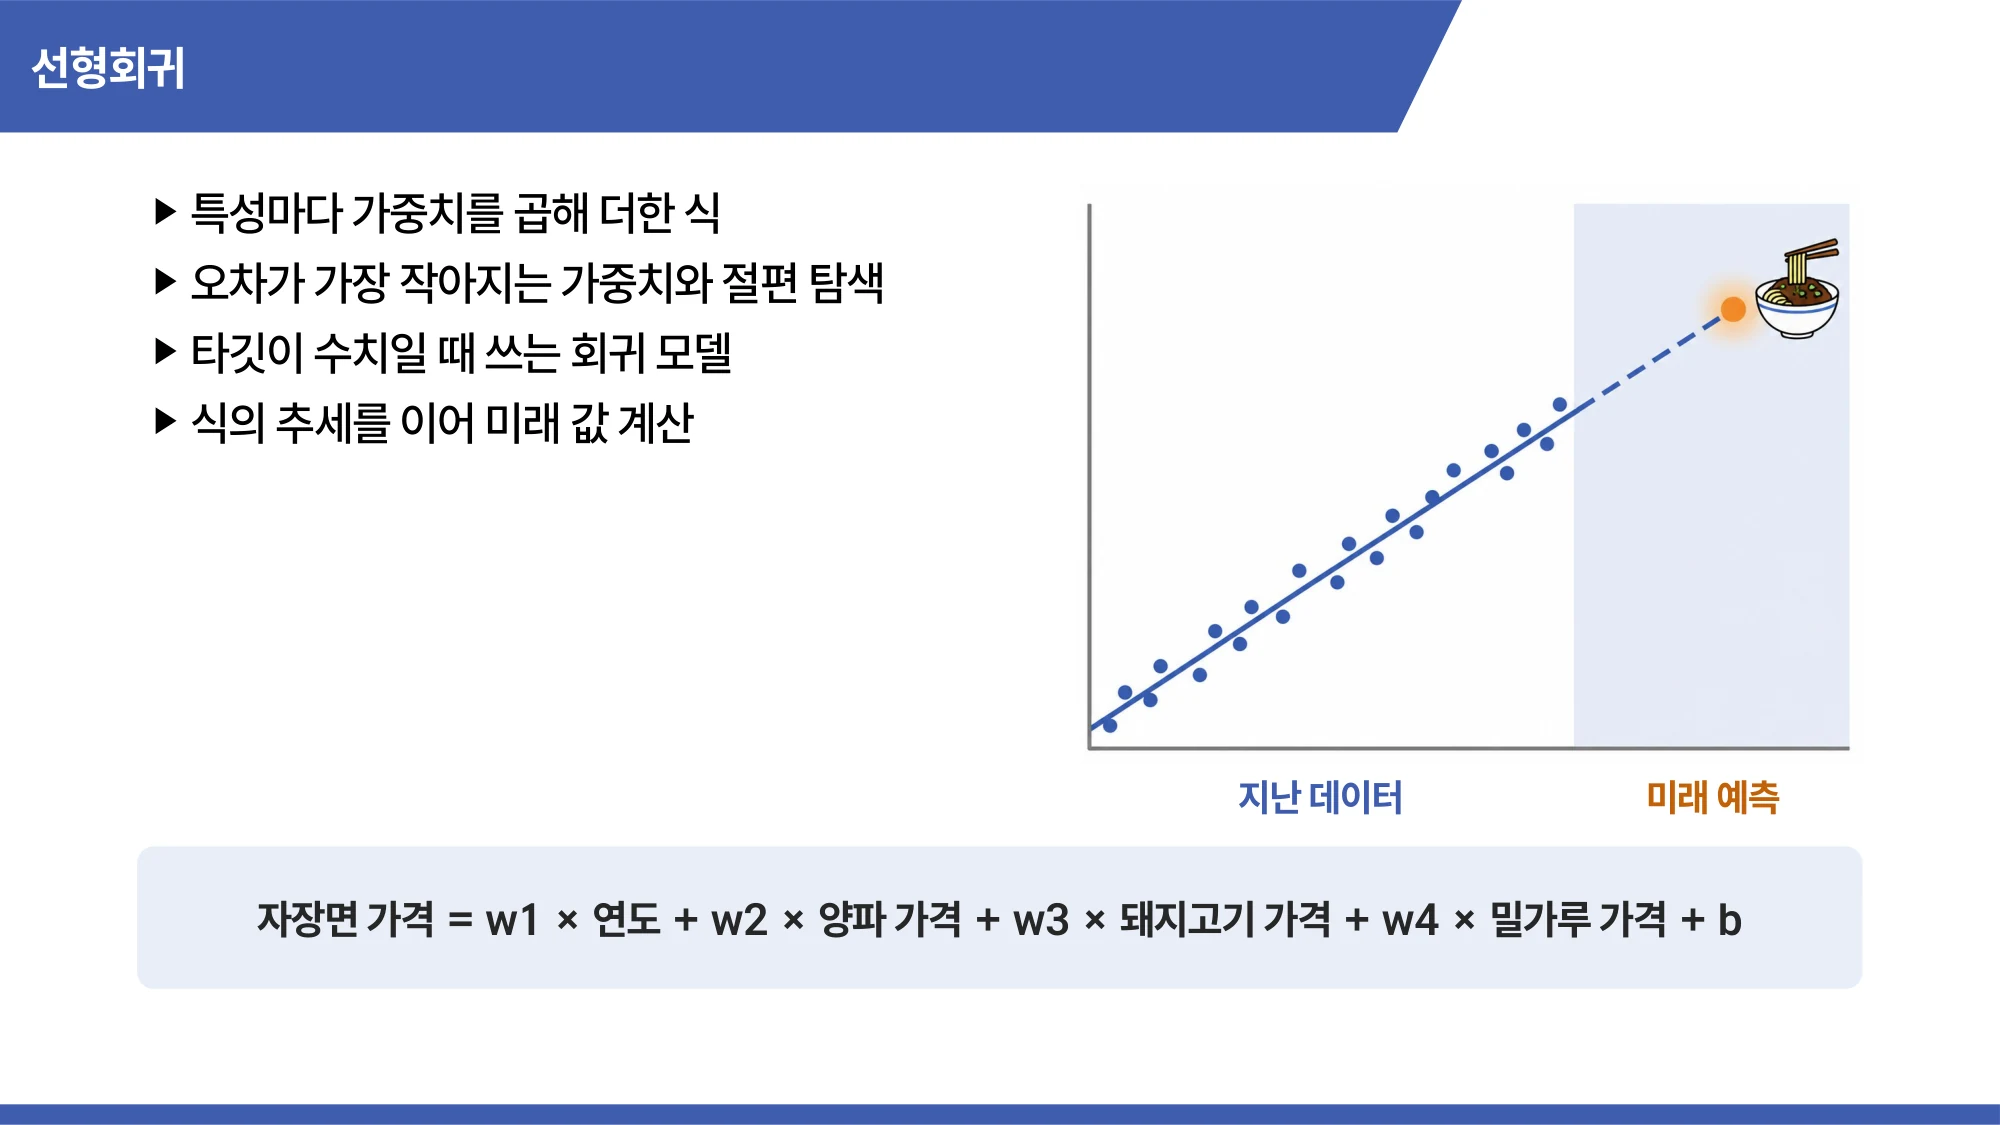 선형회귀
▶ 특성마다 가중치를 곱해 더한 식
▶ 오차가 가장 작아지는 가중치와 절편 탐색
▶ 타깃이 수치일 때 쓰는 회귀 모델
▶ 식의 추세를 이어 미래 값 계산
지난 데이터
미래 예측
자장면 가격 = w1 × 연도 + w2 × 양파 가격 + w3 × 돼지고기 가격 + w4 × 밀가루 가격 + b